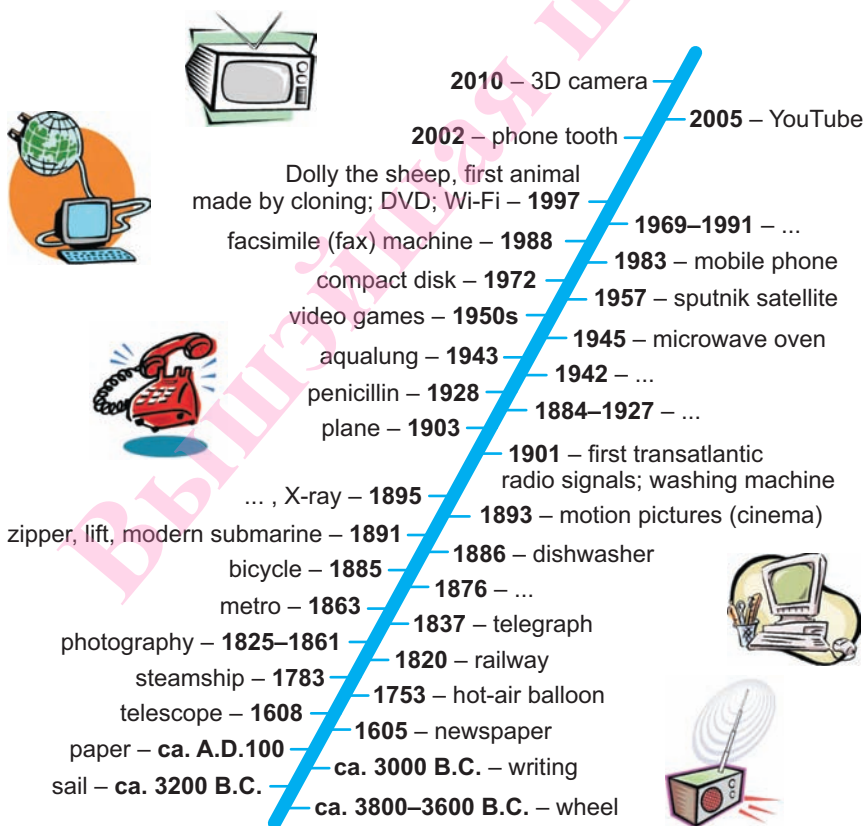 2010 – 3D camera
2005 – YouTube
2002 – phone tooth
Dolly the sheep, first animal
made by cloning; DVD; Wi-Fi – 1997
1969–1991 – ...
facsimile (fax) machine – 1988
1983 – mobile phone
compact disk – 1972
1957 – sputnik satellite
video games – 1950s
1945 – microwave oven
aqualung – 1943
1942 – ...
penicillin – 1928
1884–1927 – ...
plane – 1903
1901 – first transatlantic
radio signals; washing machine
... , X-ray – 1895
1893 – motion pictures (cinema)
zipper, lift, modern submarine – 1891
1886 – dishwasher
bicycle – 1885
1876 – ...
metro – 1863
1837 – telegraph
photography – 1825–1861
1820 – railway
steamship – 1783
1753 – hot-air balloon
telescope – 1608
1605 – newspaper
paper – ca. A.D.100
ca. 3000 B.C. – writing
sail – ca. 3200 B.C.
ca. 3800–3600 B.C. – wheel
Вышэйшая